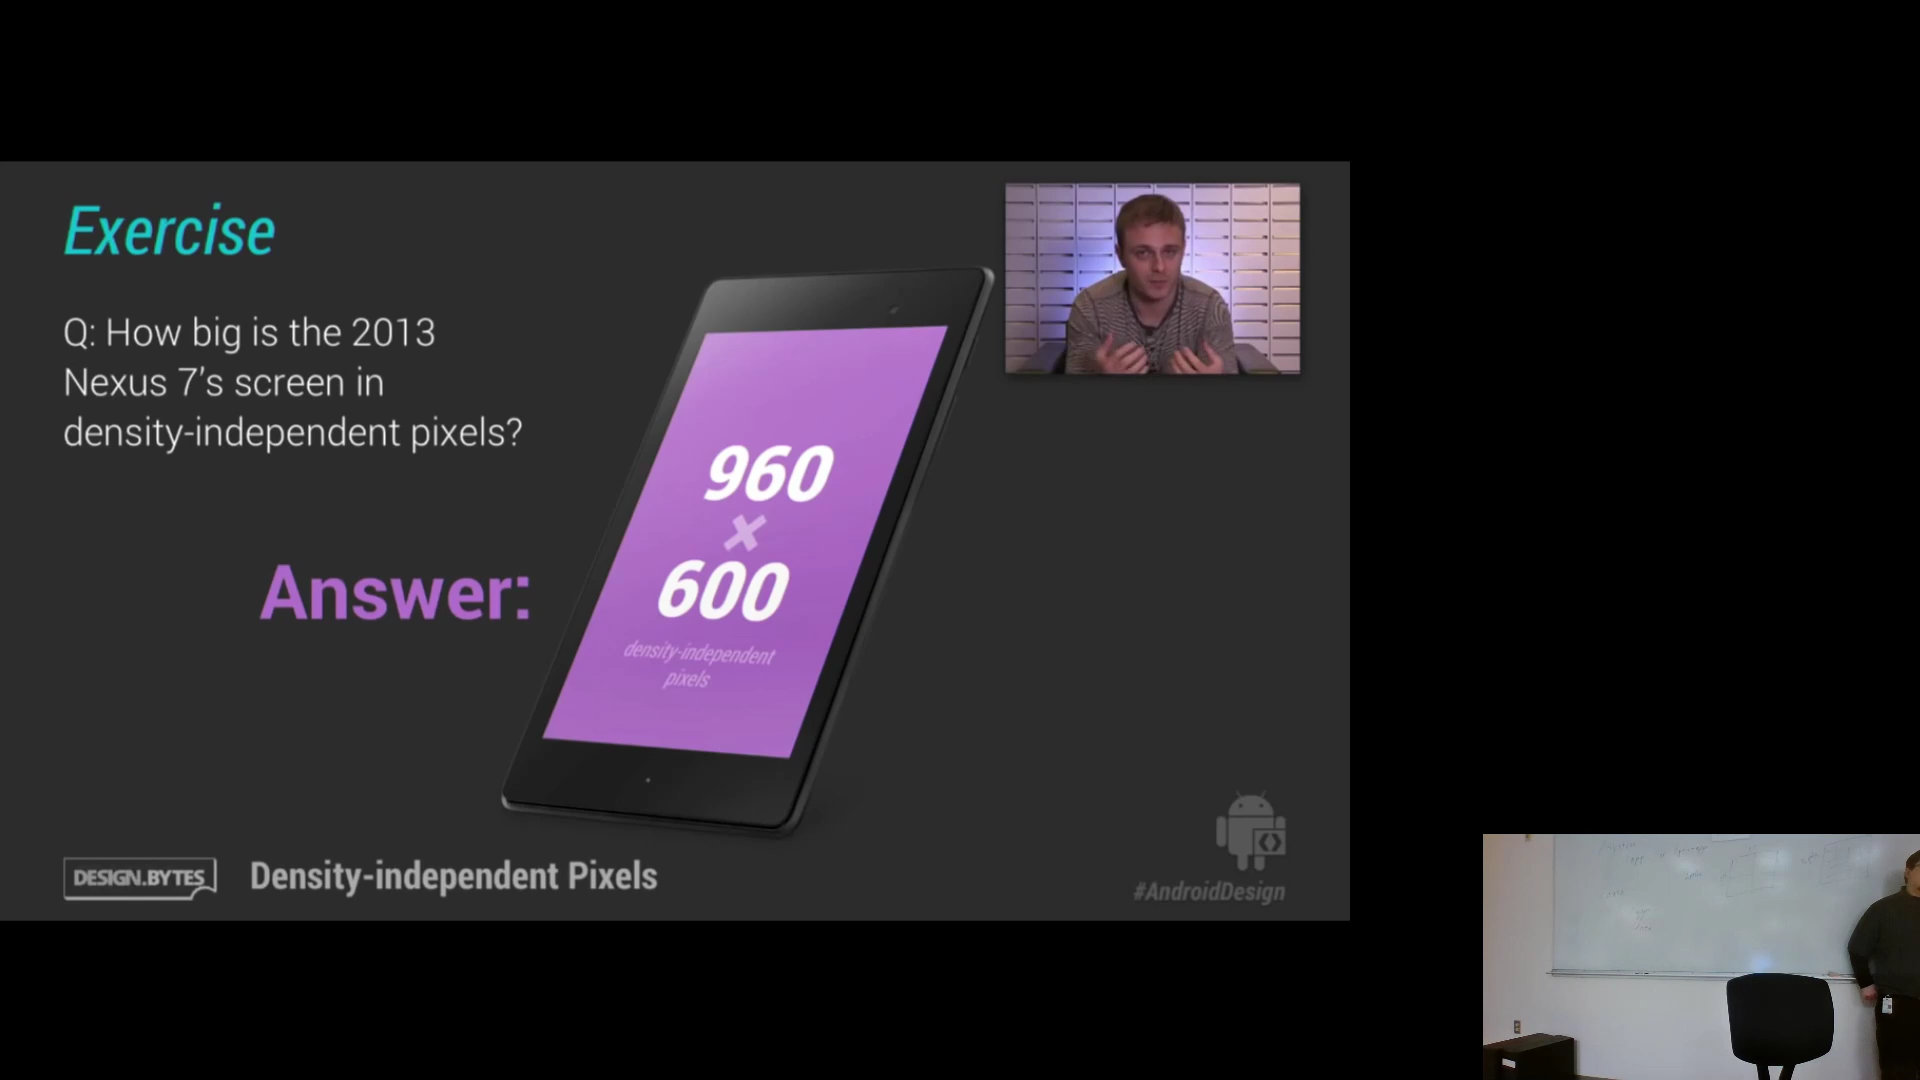 Exercise
Q: How big is the 2013
Nexus 7's screen in
density-independent pixels?
Answer:
960
×
600
density-independent
pixels
DESIGN.BYTES
Density-independent Pixels
#AndroidDesign